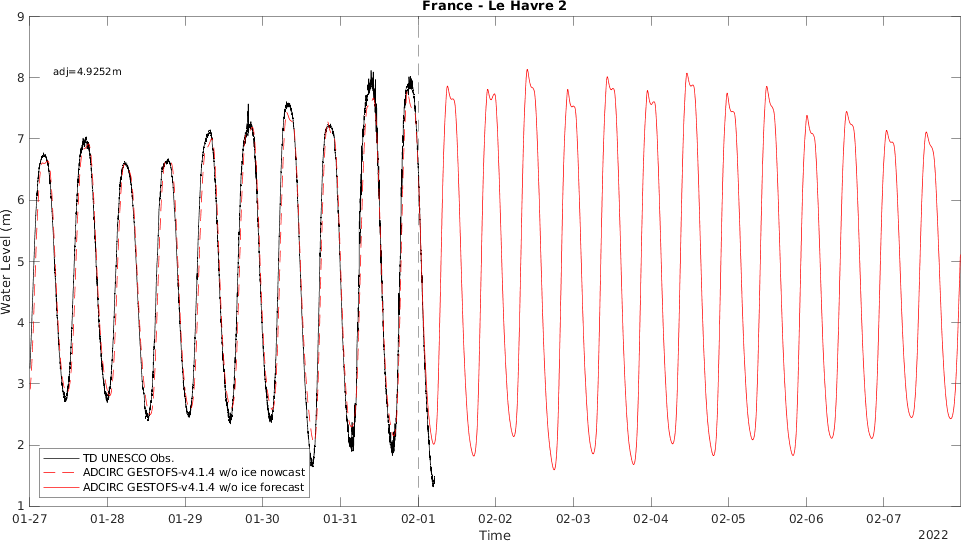 France - Le Havre 2
9
8
7
6
5
4
3
2
1
Water Level (m)
adj=4.9252m
TD UNESCO Obs.
ADCIRC GESTOFS-v4.1.4 w/o ice nowcast
ADCIRC GESTOFS-v4.1.4 w/o ice forecast
01-27 01-28 01-29 01-30 01-31 02-01 02-02 02-03 02-04 02-05 02-06 02-07
Time
2022